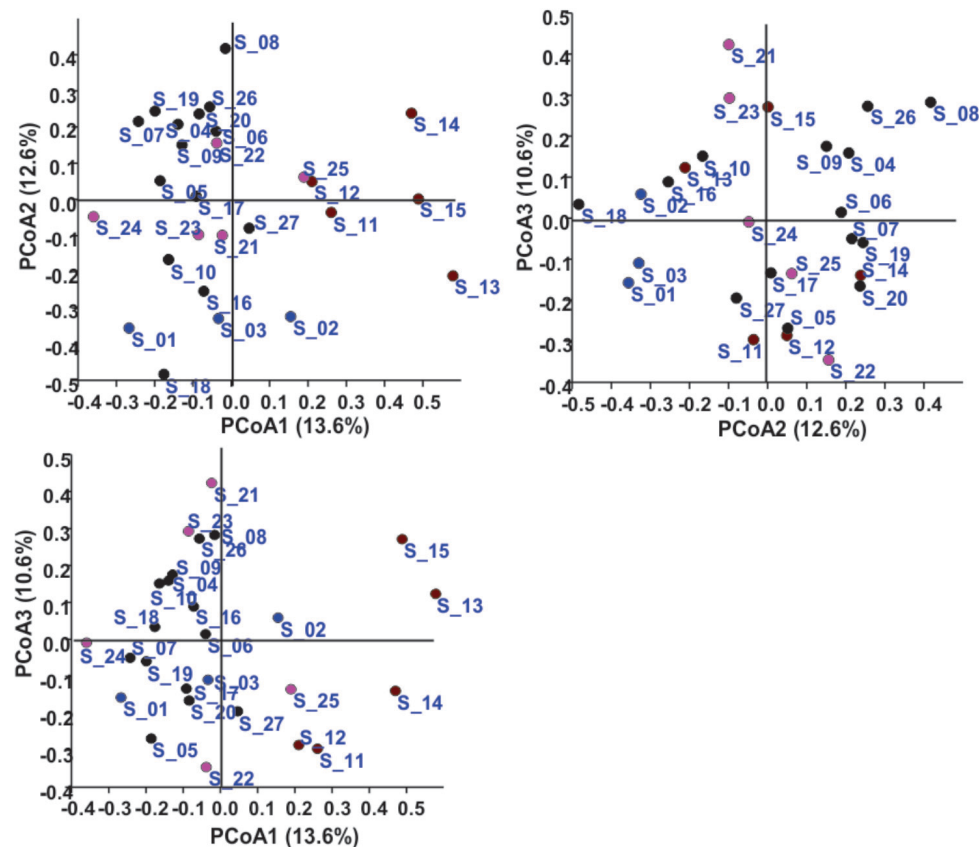 0.4
0.3
0.2
0.1
0.0
-0.1
-0.2
-0.3
-0.4
-0.5
PCoA2 (12.6%)
S_08
S_19
S_26
S_14
S_07
S_04
S_20
S_06
S_09
S_22
S_25
S_05
S_12
S_15
S_17
S_24
S_23
S_27
S_11
S_21
S_10
S_13
S_16
S_01
S_03
S_02
S_18
-0.4 -0.3 -0.2 -0.1 0.0 0.1 0.2 0.3 0.4 0.5
PCoA1 (13.6%)
0.5
0.4
0.3
0.2
0.1
0.0
-0.1
-0.2
-0.3
-0.4
PCoA3 (10.6%)
S_21
S_23
S_15
S_26
S_08
S_10
S_09
S_04
S_13
S_16
S_02
S_18
S_06
S_24
S_07
S_19
S_03
S_25
S_14
S_01
S_17
S_20
S_27
S_05
S_11
S_12
S_22
-0.5 -0.4 -0.3 -0.2 -0.1 0.0 0.1 0.2 0.3 0.4
PCoA2 (12.6%)
0.5
0.4
0.3
0.2
0.1
0.0
-0.1
-0.2
-0.3
-0.4
PCoA3 (10.6%)
S_21
S_23
S_08
S_26
S_15
S_09
S_04
S_10
S_13
S_18
S_16
S_02
S_06
S_24
S_07
S_19
S_03
S_17
S_25
S_14
S_01
S_20
S_27
S_12
S_05
S_11
S_22
-0.4 -0.3 -0.2 -0.1 0.0 0.1 0.2 0.3 0.4 0.5
PCoA1 (13.6%)